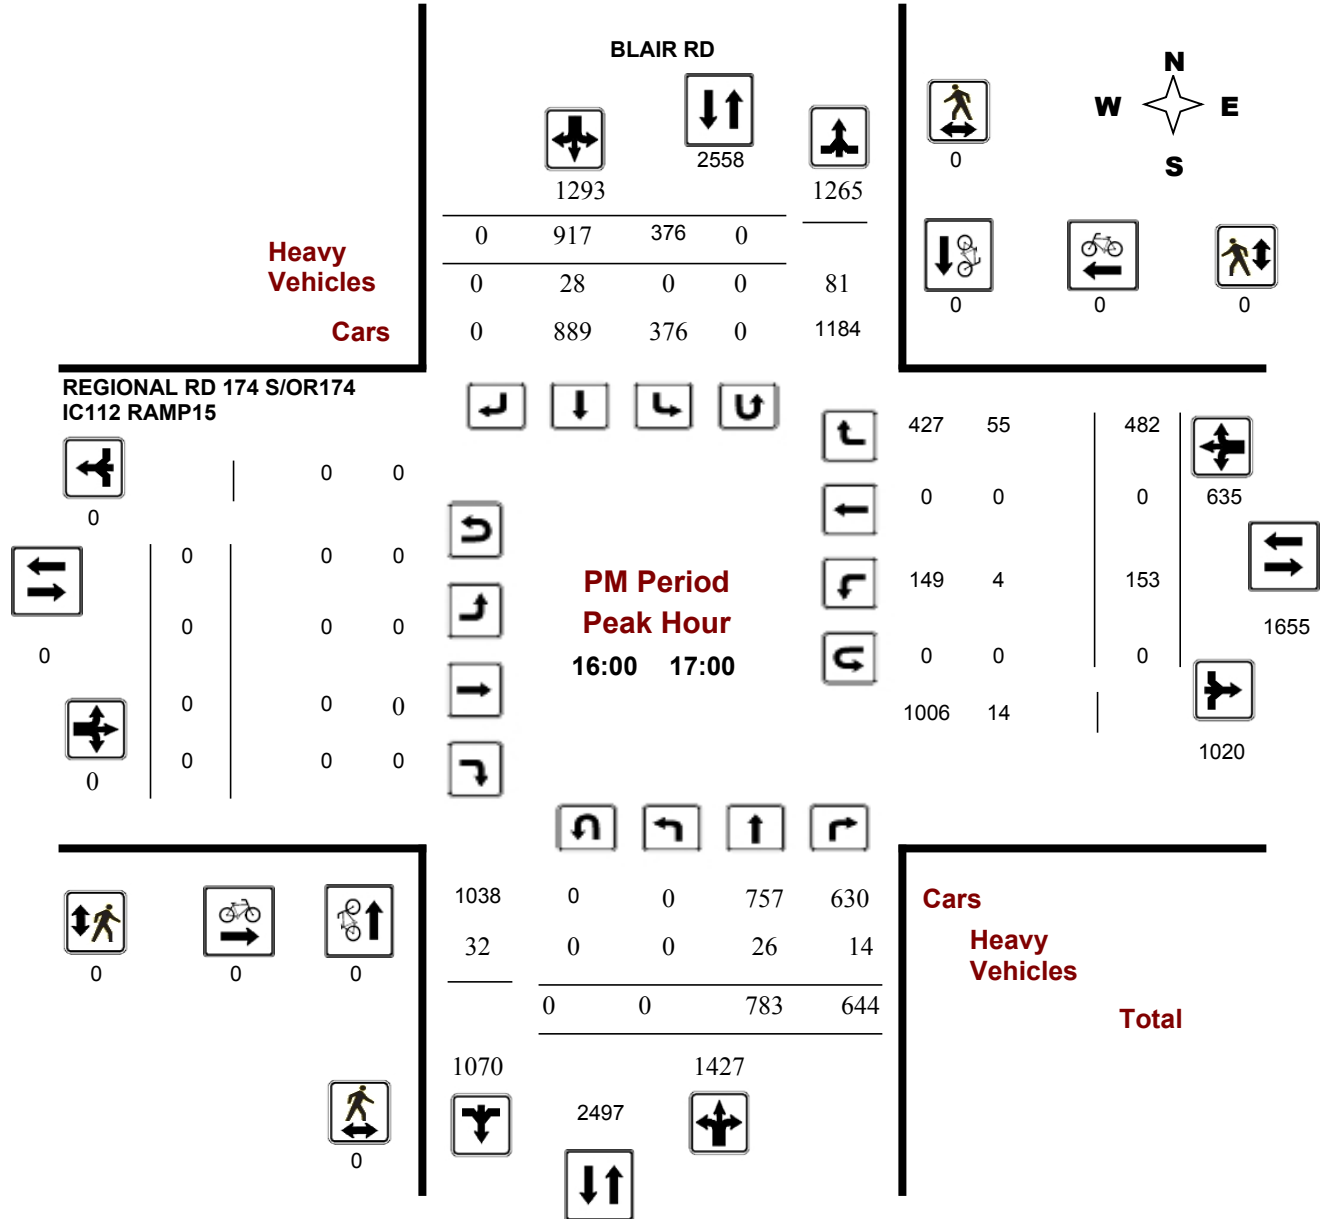 BLAIR RD
N
W E
S
2558
0
1293
1265
0 917 376 0
Heavy
Vehicles
0 28 0 0 81
0 0 0
Cars
0 889 376 0 1184
REGIONAL RD 174 S/OR174
IC112 RAMP15
427 55 482
0 0
0
0 0 0 635
0 0 0
PM Period
149 4 153
Peak Hour
0 0 0
1655
0
16:00 17:00
0 0 0
0 0 0
1006 14
0 0 0
0
1020
1038 0 0 757 630
Cars
32 0 0 26 14
Heavy
Vehicles
0 0 0
0 0 783 644
Total
1070 1427
2497
0